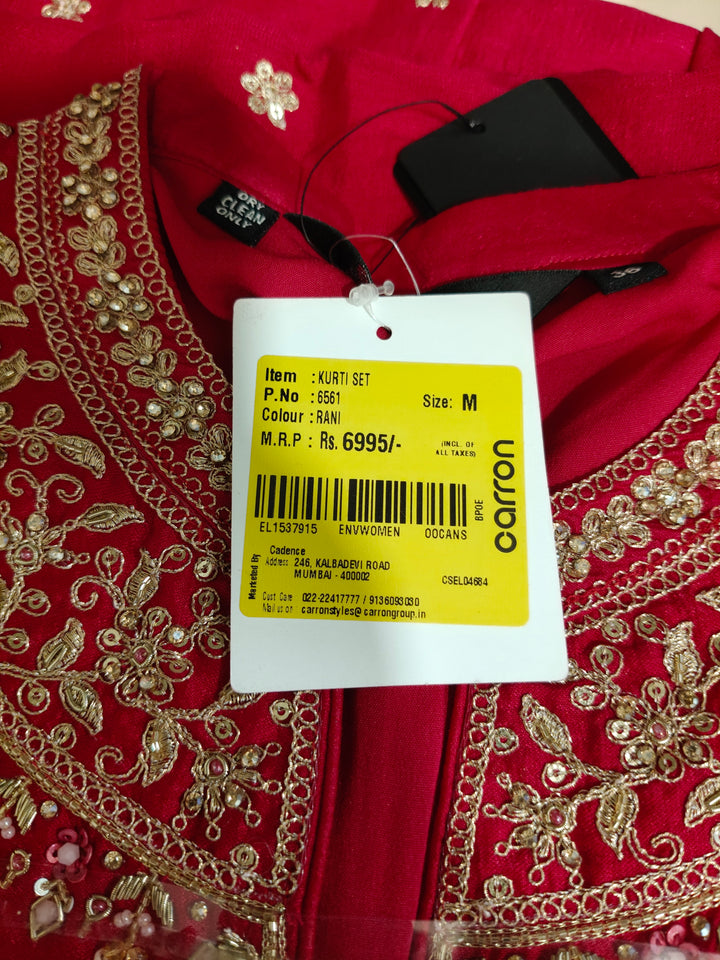 DRY
CLEAN
ONLY
36
Item : KURTI SET
P.No : 6561
Size: M
Colour : RANI
M.R.P : Rs. 6995/-
(INCL. OF
ALL TAXES)
carron
BPOE
EL1537915 ENVWOMEN OOCANS
Marketed By
Cadence
Address: 246, KALBADEVI ROAD
MUMBAI - 400002
CSEL04684
Cust Care 022-22417777 / 9136093030
Mail us on carronstyles@carrongroup.in